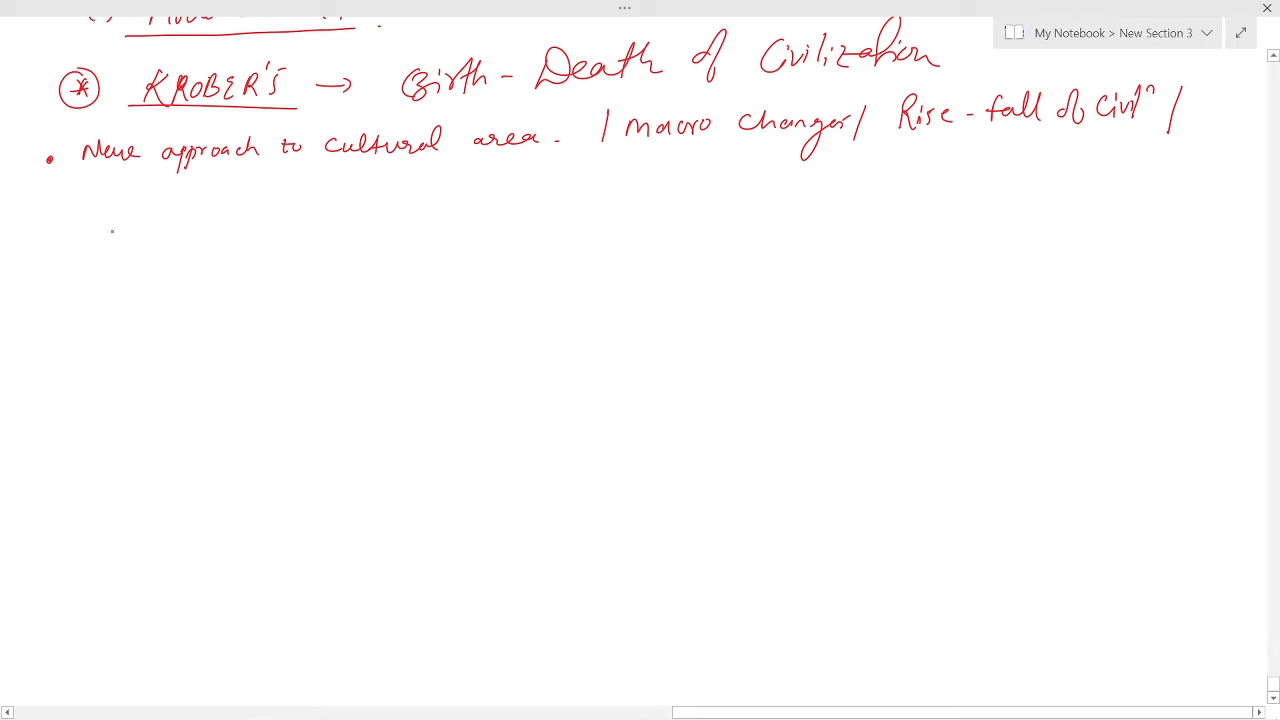 My Notebook > New Section 3
* KROBER'S → Birth - Death of Civilization
• New approach to cultural area. / macro changes / Rise - fall of Civilⁿ /